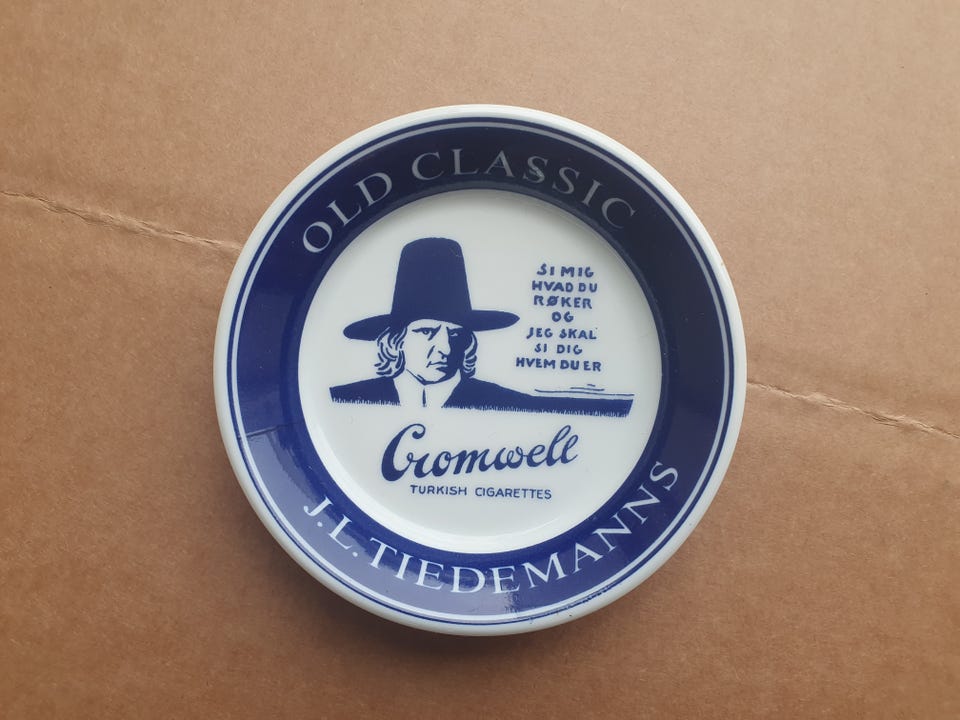 OLD CLASSIC
SI MIG
HVAD DU
RØKER
OG
JEG SKAL
SI DIG
HVEM DU ER
Cromwell
TURKISH CIGARETTES
J.L. TIEDEMANNS